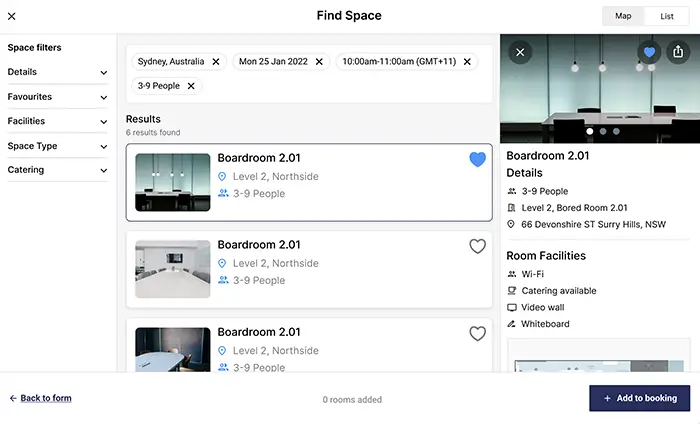 Find Space
Map
List
Space filters
Details
Favourites
Facilities
Space Type
Catering
Sydney, Australia
Mon 25 Jan 2022
10:00am-11:00am (GMT+11)
3-9 People
Results
6 results found
Boardroom 2.01
Level 2, Northside
3-9 People
Boardroom 2.01
Level 2, Northside
3-9 People
Boardroom 2.01
Level 2, Northside
3-9 People
Boardroom 2.01
Details
3-9 People
Level 2, Bored Room 2.01
66 Devonshire ST Surry Hills, NSW
Room Facilities
Wi-Fi
Catering available
Video wall
Whiteboard
Back to form
0 rooms added
Add to booking